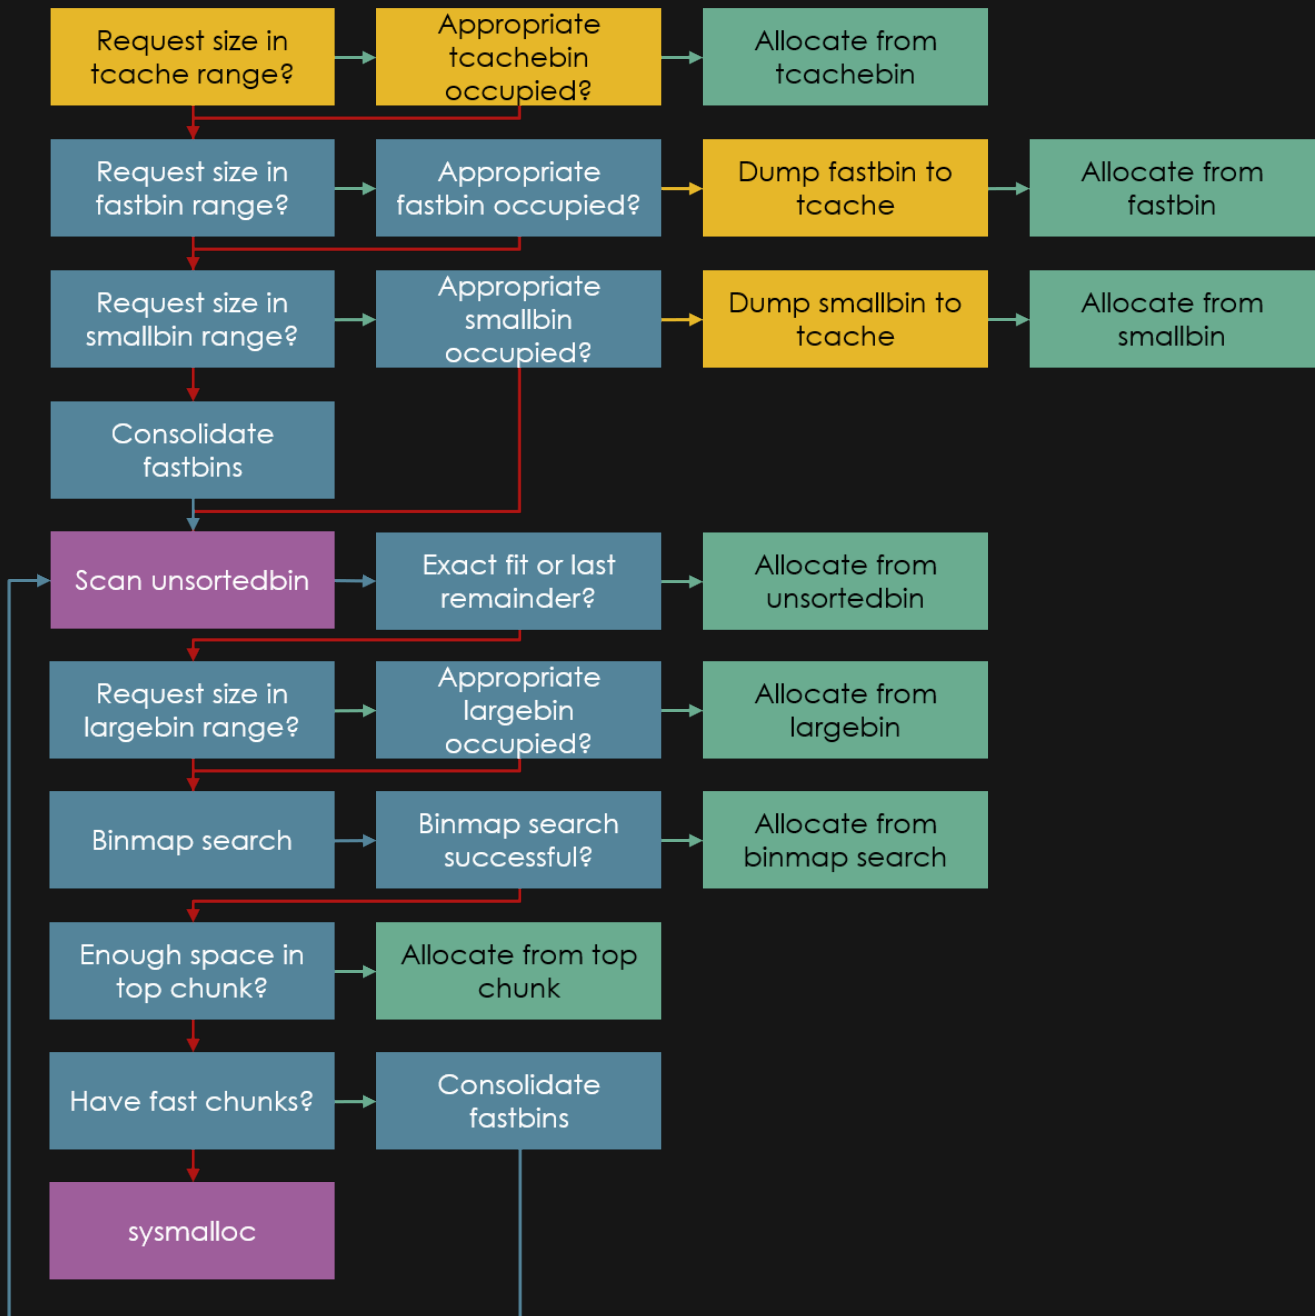 Request size in
tcache range?
Appropriate
tcachebin
occupied?
Allocate from
tcachebin
Request size in
fastbin range?
Appropriate
fastbin occupied?
Dump fastbin to
tcache
Allocate from
fastbin
Request size in
smallbin range?
Appropriate
smallbin
occupied?
Dump smallbin to
tcache
Allocate from
smallbin
Consolidate
fastbins
Scan unsortedbin
Exact fit or last
remainder?
Allocate from
unsortedbin
Request size in
largebin range?
Appropriate
largebin
occupied?
Allocate from
largebin
Binmap search
Binmap search
successful?
Allocate from
binmap search
Enough space in
top chunk?
Allocate from top
chunk
Have fast chunks?
Consolidate
fastbins
sysmalloc